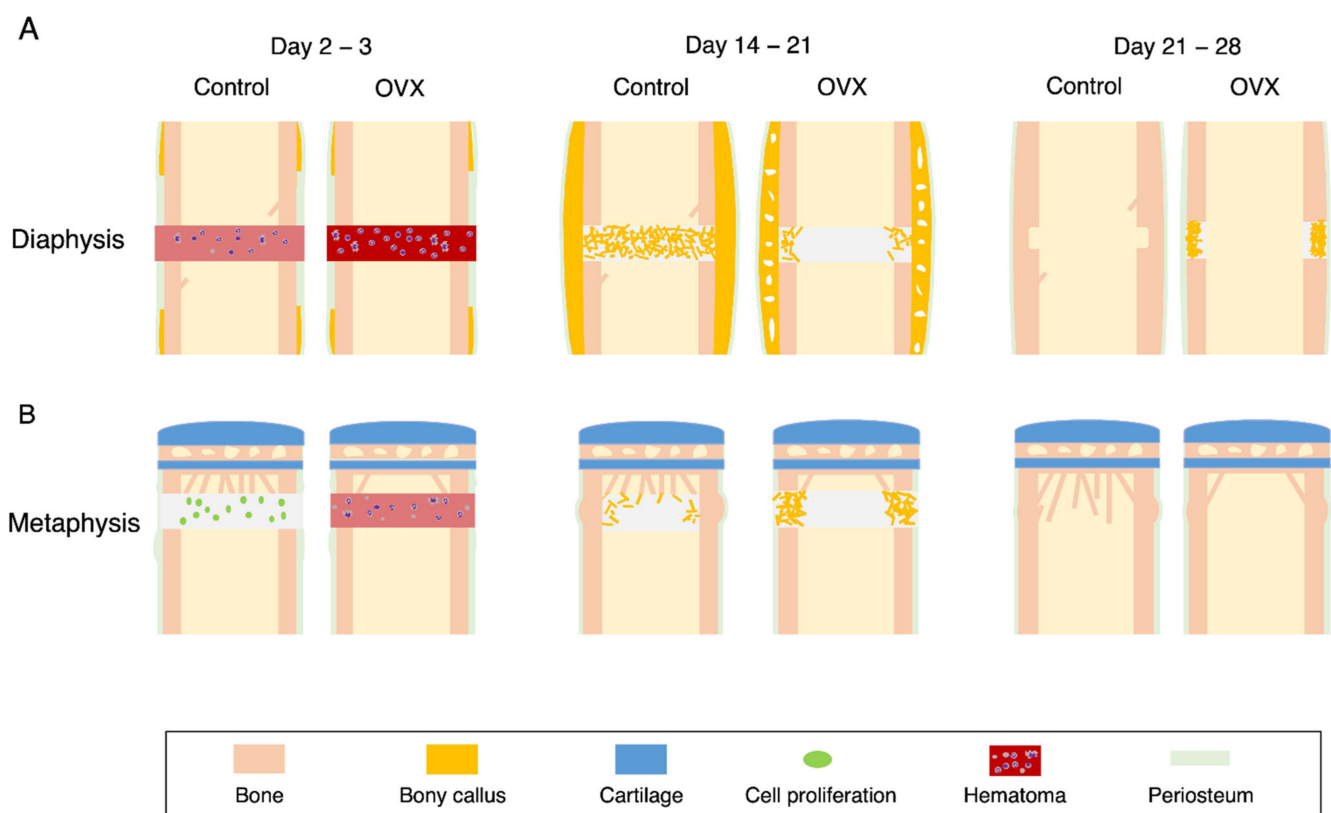 A
Day 2 – 3
Day 14 – 21
Day 21 – 28
Control
OVX
Control
OVX
Control
OVX
Diaphysis
B
Metaphysis
Bone
Bony callus
Cartilage
Cell proliferation
Hematoma
Periosteum